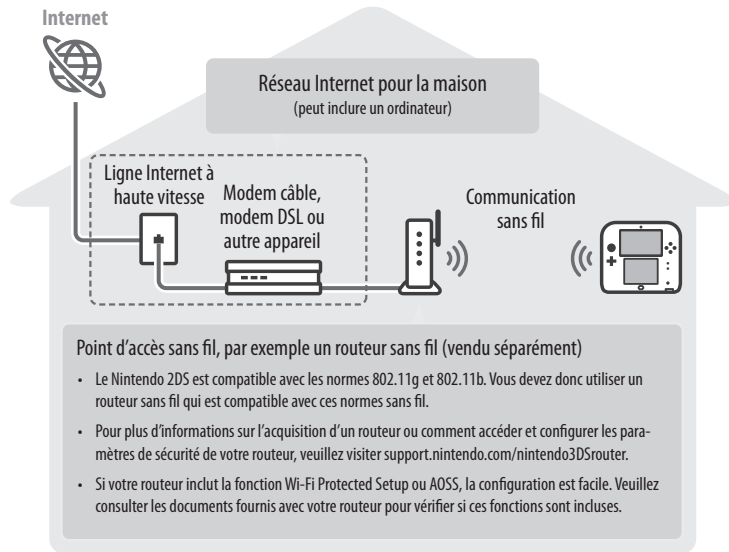 Internet
Réseau Internet pour la maison
(peut inclure un ordinateur)
Ligne Internet à
haute vitesse
Modem câble,
modem DSL ou
autre appareil
Communication
sans fil
Point d’accès sans fil, par exemple un routeur sans fil (vendu séparément)
• Le Nintendo 2DS est compatible avec les normes 802.11g et 802.11b. Vous devez donc utiliser un
routeur sans fil qui est compatible avec ces normes sans fil.
• Pour plus d’informations sur l’acquisition d’un routeur ou comment accéder et configurer les para-
mètres de sécurité de votre routeur, veuillez visiter support.nintendo.com/nintendo3DSrouter.
• Si votre routeur inclut la fonction Wi-Fi Protected Setup ou AOSS, la configuration est facile. Veuillez
consulter les documents fournis avec votre routeur pour vérifier si ces fonctions sont incluses.